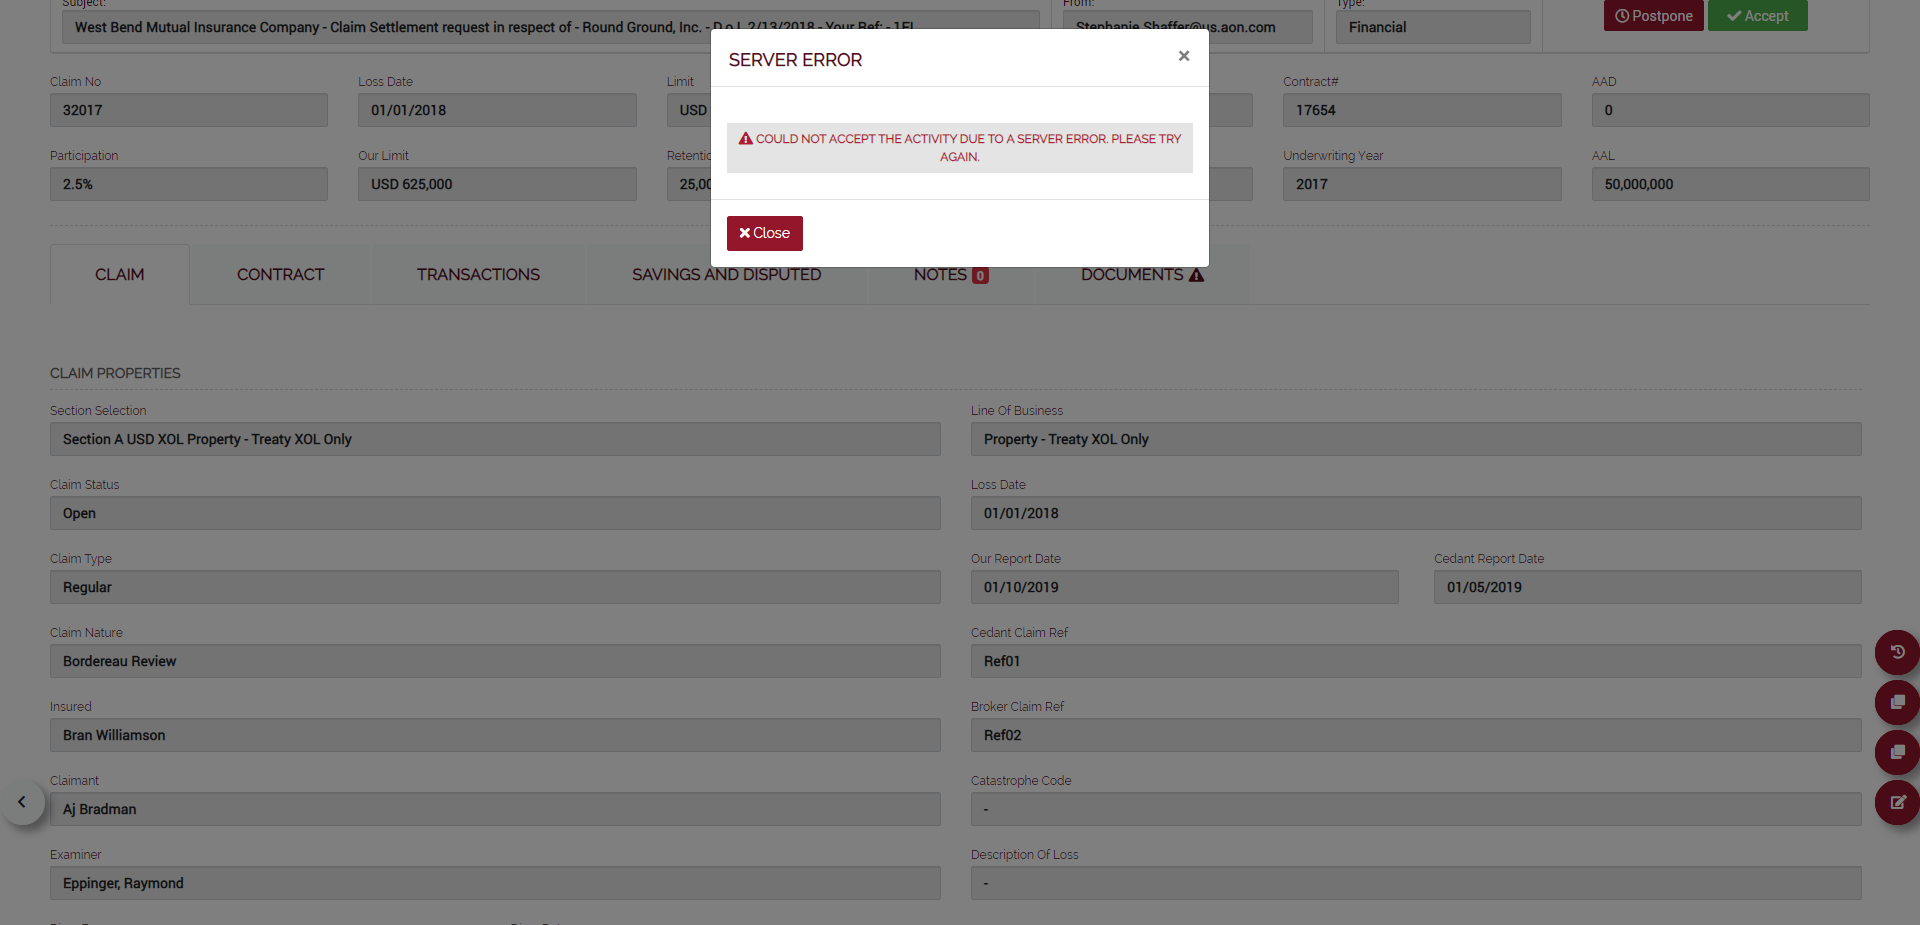 Subject:
From:
Type:
West Bend Mutual Insurance Company - Claim Settlement request in respect of - Round Ground, Inc. - D.o.L 2/13/2018 - Your Ref: -
Stephanie.Shaffer@us.aon.com
Financial
Postpone
Accept
SERVER ERROR
×
Claim No
Loss Date
Limit
Contract#
AAD
32017
01/01/2018
USD
17654
0
COULD NOT ACCEPT THE ACTIVITY DUE TO A SERVER ERROR. PLEASE TRY
AGAIN.
Participation
Our Limit
Underwriting Year
AAL
2.5%
USD 625,000
2017
50,000,000
Close
CLAIM
CONTRACT
TRANSACTIONS
SAVINGS AND DISPUTED
NOTES 0
DOCUMENTS
CLAIM PROPERTIES
Section Selection
Line Of Business
Section A USD XOL Property - Treaty XOL Only
Property - Treaty XOL Only
Claim Status
Loss Date
Open
01/01/2018
Claim Type
Our Report Date
Cedant Report Date
Regular
01/10/2019
01/05/2019
Claim Nature
Cedant Claim Ref
Bordereau Review
Ref01
Insured
Broker Claim Ref
Bran Williamson
Ref02
Claimant
Catastrophe Code
Aj Bradman
-
Examiner
Description Of Loss
Eppinger, Raymond
-